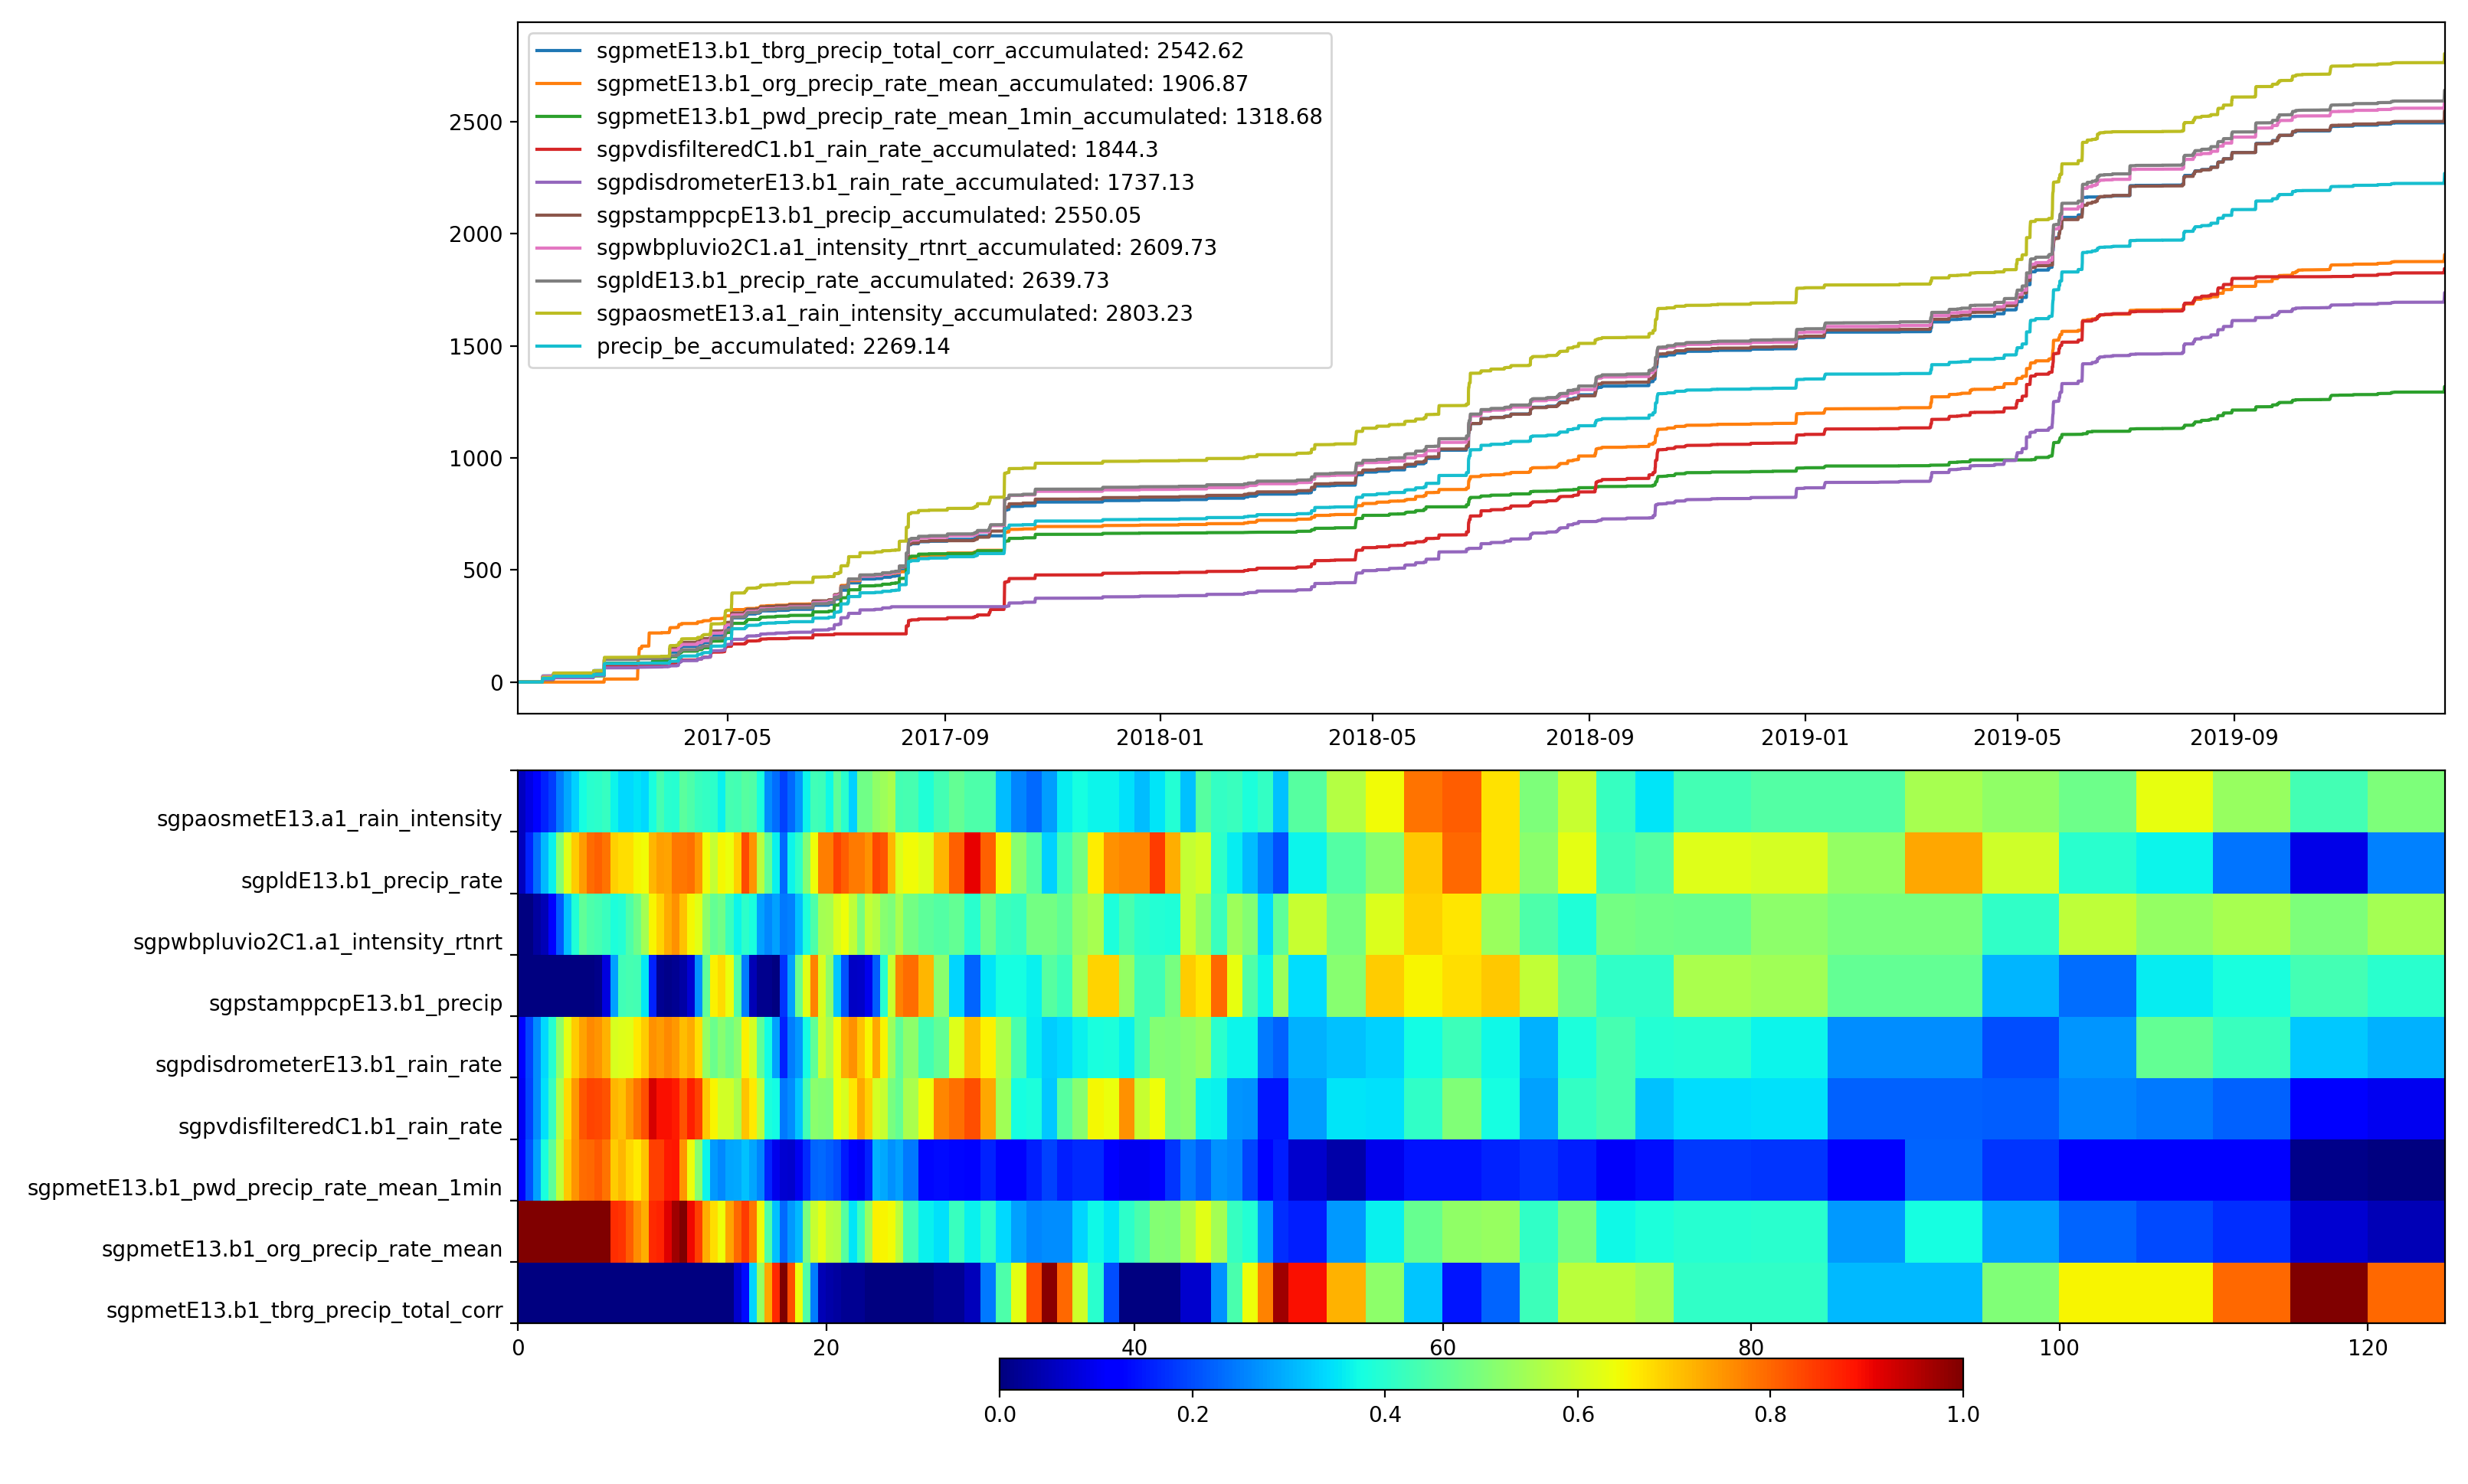 sgpmetE13.b1_tbrg_precip_total_corr_accumulated: 2542.62
sgpmetE13.b1_org_precip_rate_mean_accumulated: 1906.87
sgpmetE13.b1_pwd_precip_rate_mean_1min_accumulated: 1318.68
sgpvdisfilteredC1.b1_rain_rate_accumulated: 1844.3
sgpdisdrometerE13.b1_rain_rate_accumulated: 1737.13
sgpstamppcpE13.b1_precip_accumulated: 2550.05
sgpwbpluvio2C1.a1_intensity_rtnrt_accumulated: 2609.73
sgpldE13.b1_precip_rate_accumulated: 2639.73
sgpaosmetE13.a1_rain_intensity_accumulated: 2803.23
precip_be_accumulated: 2269.14
2500
2000
1500
1000
500
0
2017-05 2017-09 2018-01 2018-05 2018-09 2019-01 2019-05 2019-09
sgpaosmetE13.a1_rain_intensity
sgpldE13.b1_precip_rate
sgpwbpluvio2C1.a1_intensity_rtnrt
sgpstamppcpE13.b1_precip
sgpdisdrometerE13.b1_rain_rate
sgpvdisfilteredC1.b1_rain_rate
sgpmetE13.b1_pwd_precip_rate_mean_1min
sgpmetE13.b1_org_precip_rate_mean
sgpmetE13.b1_tbrg_precip_total_corr
0 20 40 60 80 100 120
0.0 0.2 0.4 0.6 0.8 1.0